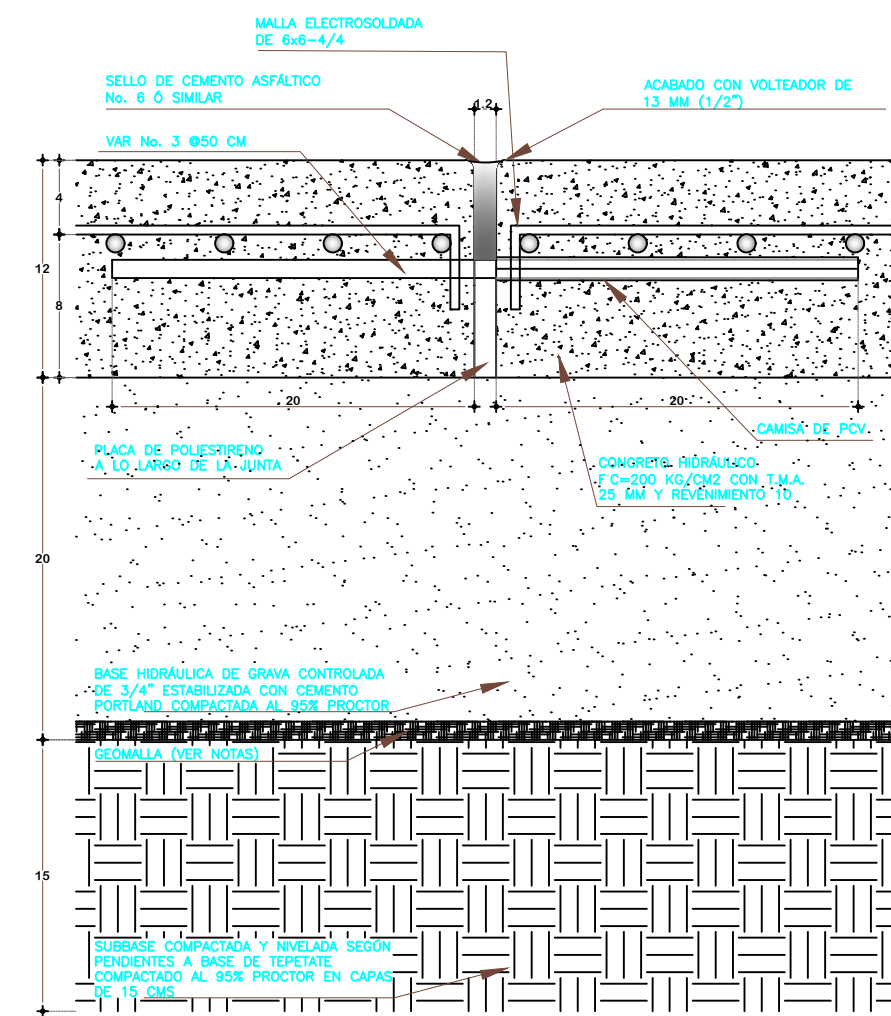 MALLA ELECTROSOLDADA
DE 6x6-4/4
SELLO DE CEMENTO ASFÁLTICO
No. 6 Ó SIMILAR
ACABADO CON VOLTEADOR DE
13 MM (1/2")
1.2
VAR No. 3 @50 CM
4
12
8
20
20
CAMISA DE PCV.
PLACA DE POLIESTIRENO
A LO LARGO DE LA JUNTA
CONCRETO HIDRÁULICO
F'C=200 KG/CM2 CON T.M.A.
25 MM Y REVENIMIENTO 10
20
BASE HIDRÁULICA DE GRAVA CONTROLADA
DE 3/4" ESTABILIZADA CON CEMENTO
PORTLAND COMPACTADA AL 95% PROCTOR
GEOMALLA (VER NOTAS)
15
SUBBASE COMPACTADA Y NIVELADA SEGÚN
PENDIENTES A BASE DE TEPETATE
COMPACTADO AL 95% PROCTOR EN CAPAS
DE 15 CMS